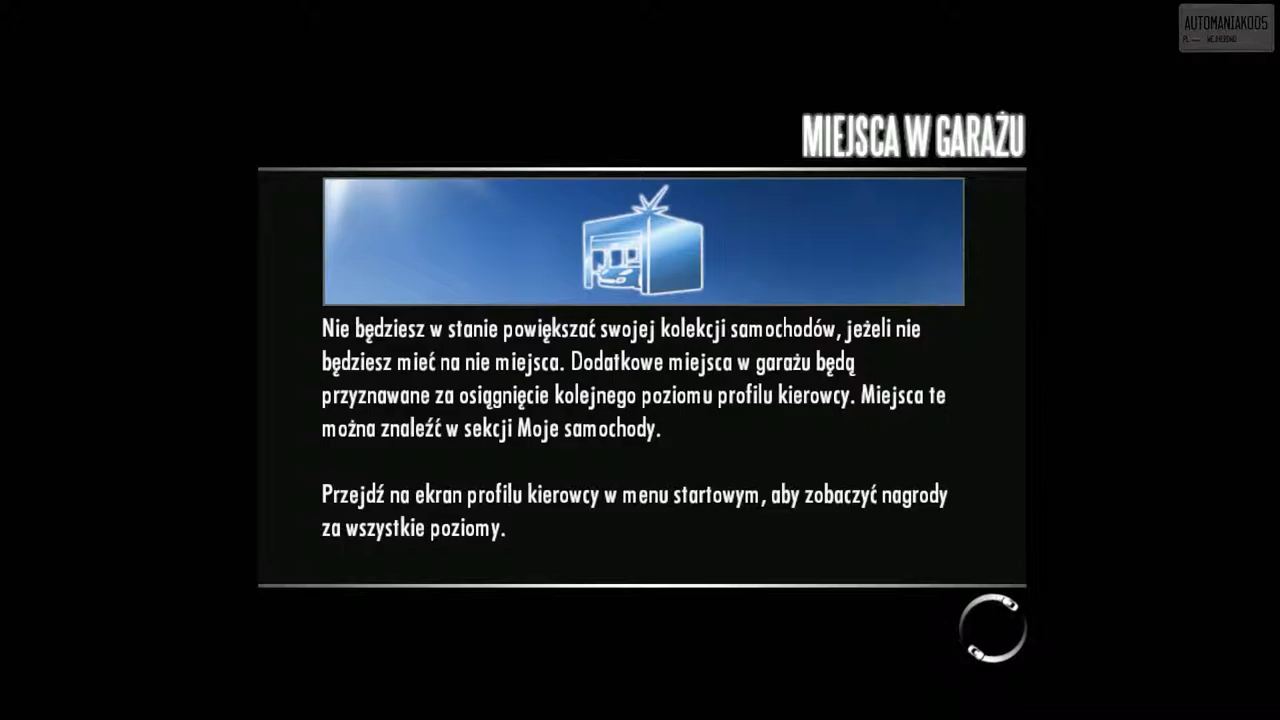 AUTOMANIAK005
MIEJSCA W GARAŻU
Nie będziesz w stanie powiększać swojej kolekcji samochodów, jeżeli nie
będziesz mieć na nie miejsca. Dodatkowe miejsca w garażu będą
przyznawane za osiągnięcie kolejnego poziomu profilu kierowcy. Miejsca te
można znaleźć w sekcji Moje samochody.
Przejdź na ekran profilu kierowcy w menu startowym, aby zobaczyć nagrody
za wszystkie poziomy.